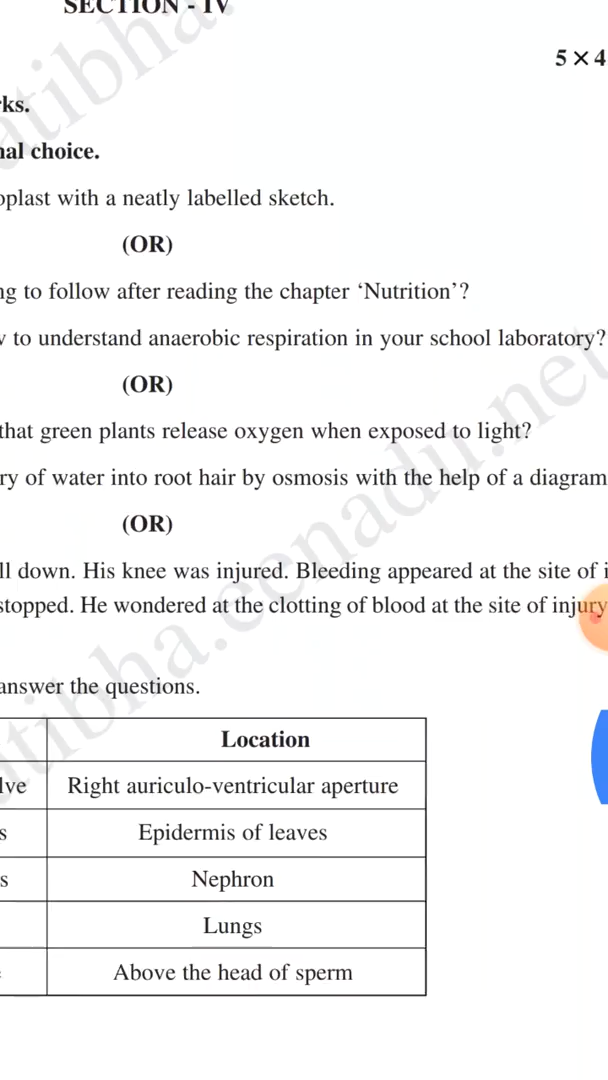 SECTION - IV
5 × 4
ks.
al choice.
oplast with a neatly labelled sketch.
(OR)
ng to follow after reading the chapter ‘Nutrition’?
to understand anaerobic respiration in your school laboratory?
(OR)
that green plants release oxygen when exposed to light?
ry of water into root hair by osmosis with the help of a diagram
(OR)
ll down. His knee was injured. Bleeding appeared at the site of i
stopped. He wondered at the clotting of blood at the site of injury
answer the questions.
Location
lve Right auriculo-ventricular aperture
s Epidermis of leaves
s Nephron
Lungs
Above the head of sperm
atibha.
atibha.eenadu.net